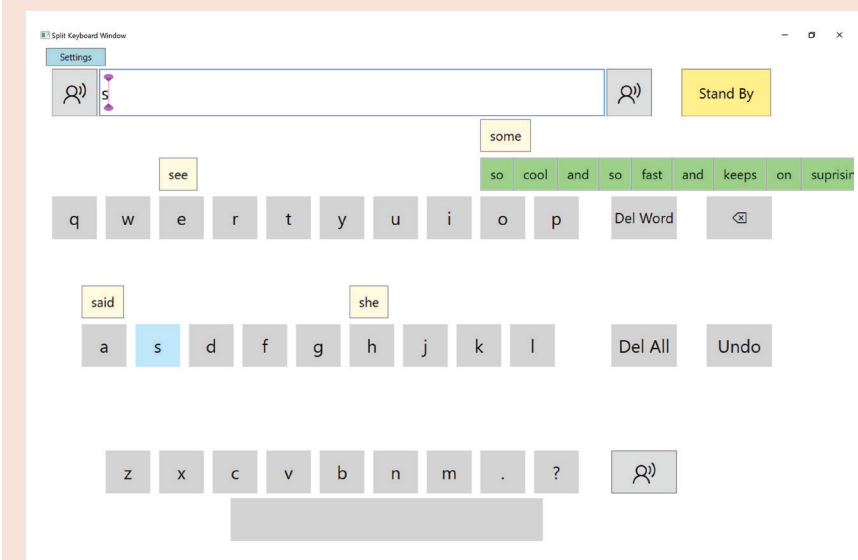 Split Keyboard Window
Settings
s
Stand By
some
see
so cool and so fast and keeps on suprisin
q w e r t y u i o p Del Word
said
she
a s d f g h j k l Del All Undo
z x c v b n m . ?